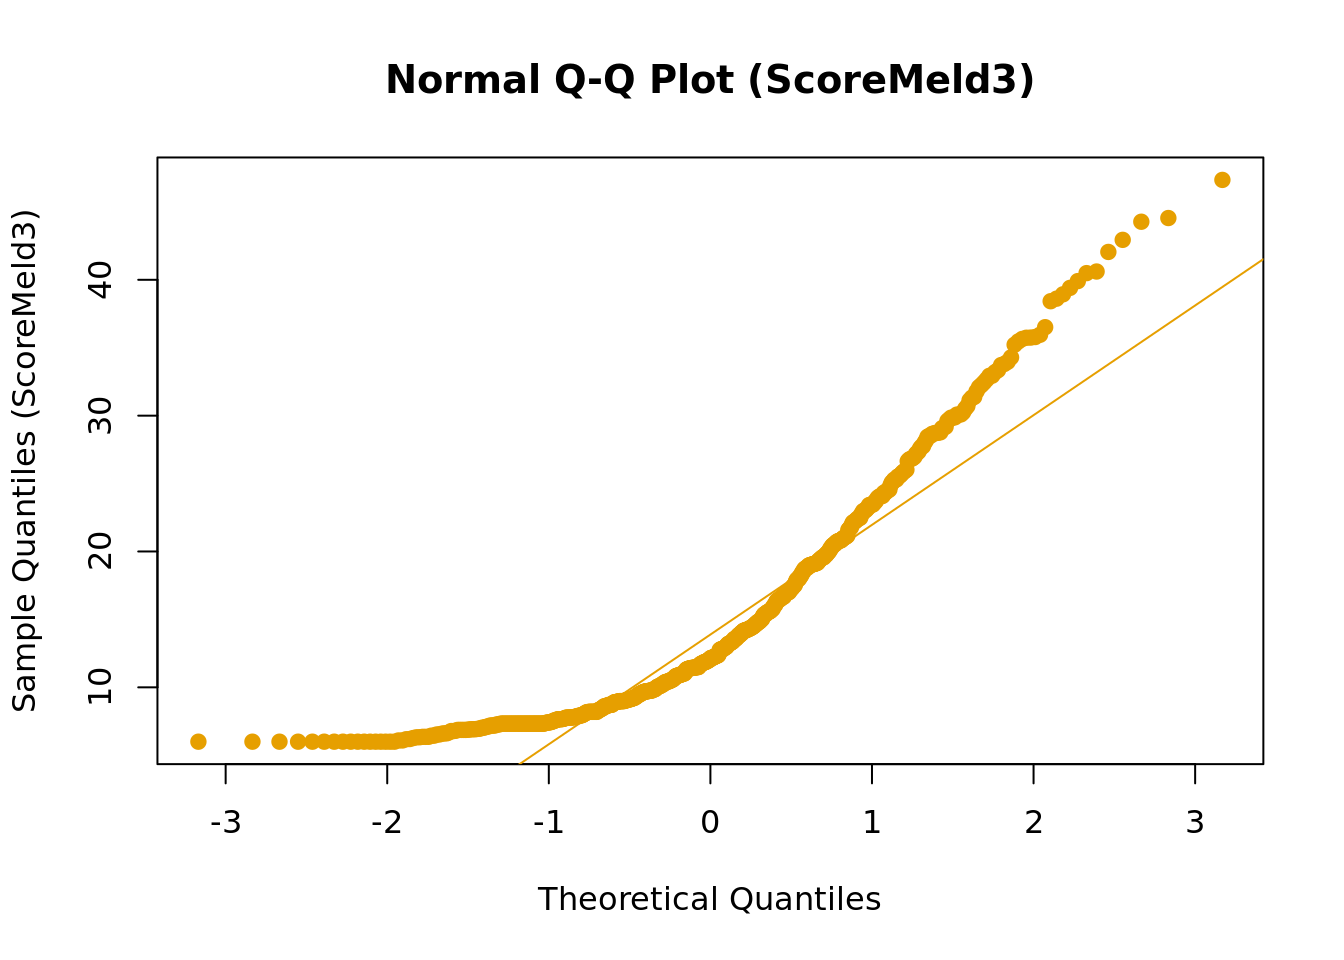 Normal Q-Q Plot (ScoreMeld3)
Sample Quantiles (ScoreMeld3)
40
30
20
10
-3 -2 -1 0 1 2 3
Theoretical Quantiles